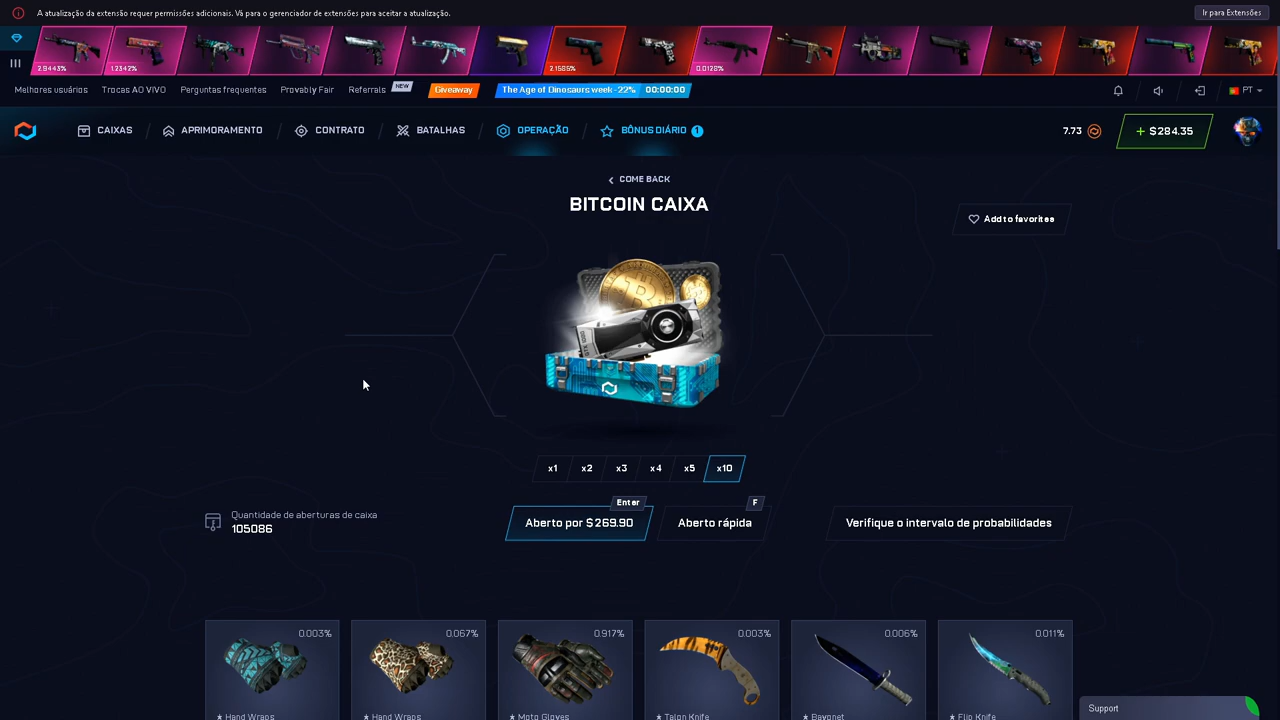 A atualização da extensão requer permissões adicionais. Vá para o gerenciador de extensões para aceitar a atualização.
Ir para Extensões
2.9443%
1.2342%
2.1585%
0.0128%
Melhores usuários
Trocas AO VIVO
Perguntas frequentes
Provably Fair
Referrals
NEW
Giveaway
The Age of Dinosaurs week -22%
00:00:00
PT
CAIXAS
APRIMORAMENTO
CONTRATO
BATALHAS
OPERAÇÃO
BÔNUS DIÁRIO 1
7.73
+ $284.35
COME BACK
BITCOIN CAIXA
Add to favorites
x1
x2
x3
x4
x5
x10
Quantidade de aberturas de caixa
105086
Enter
Aberto por $269.90
F
Aberto rápida
Verifique o intervalo de probabilidades
0.003%
0.067%
0.917%
0.003%
0.006%
0.011%
★ Hand Wraps
★ Hand Wraps
★ Moto Gloves
★ Talon Knife
★ Bayonet
★ Flip Knife
Support